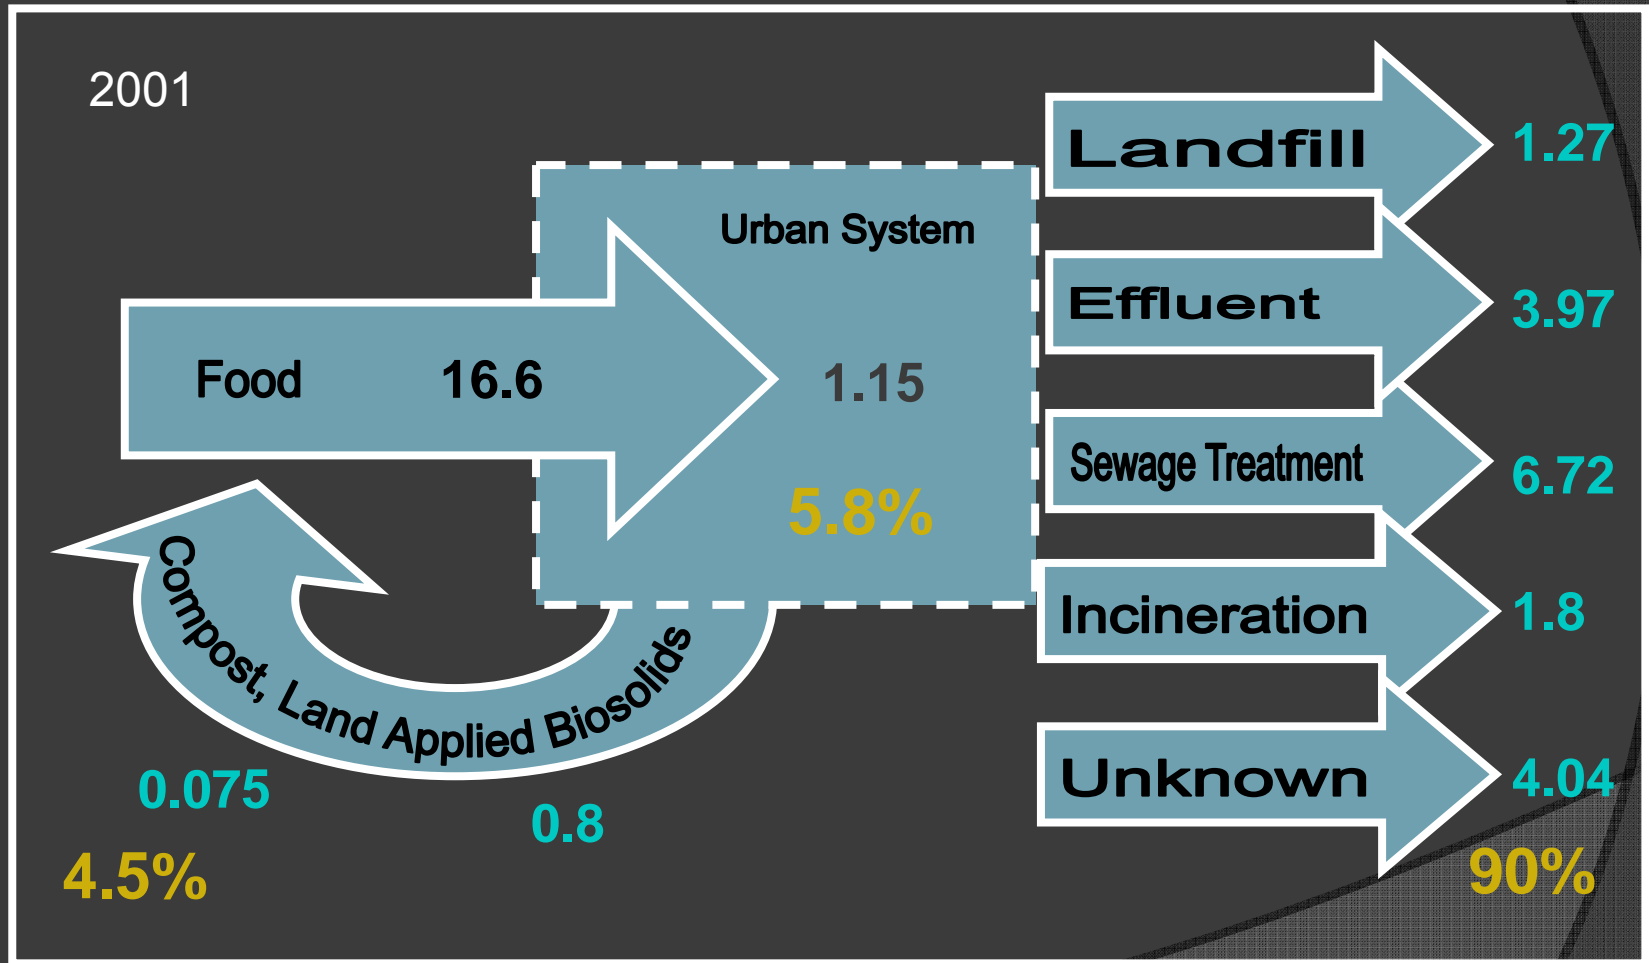 2001
Urban System
Food 16.6
1.15
5.8%
Compost, Land Applied Biosolids
0.075
0.8
4.5%
Landfill 1.27
Effluent 3.97
Sewage Treatment 6.72
Incineration 1.8
Unknown 4.04
90%